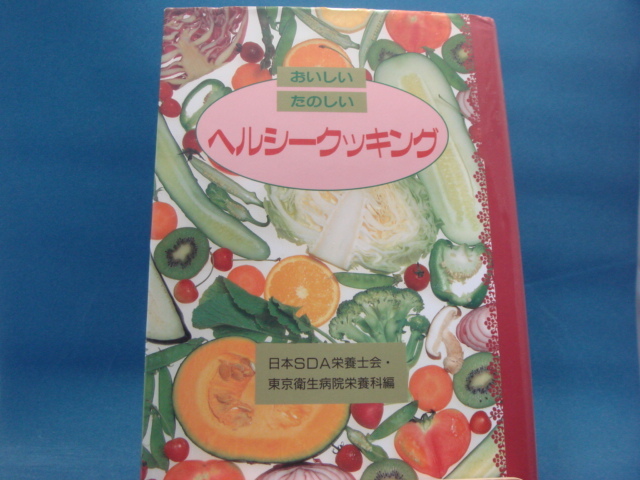 おいしい
たのしい
ヘルシークッキング
日本SDA栄養士会・
東京衛生病院栄養科編